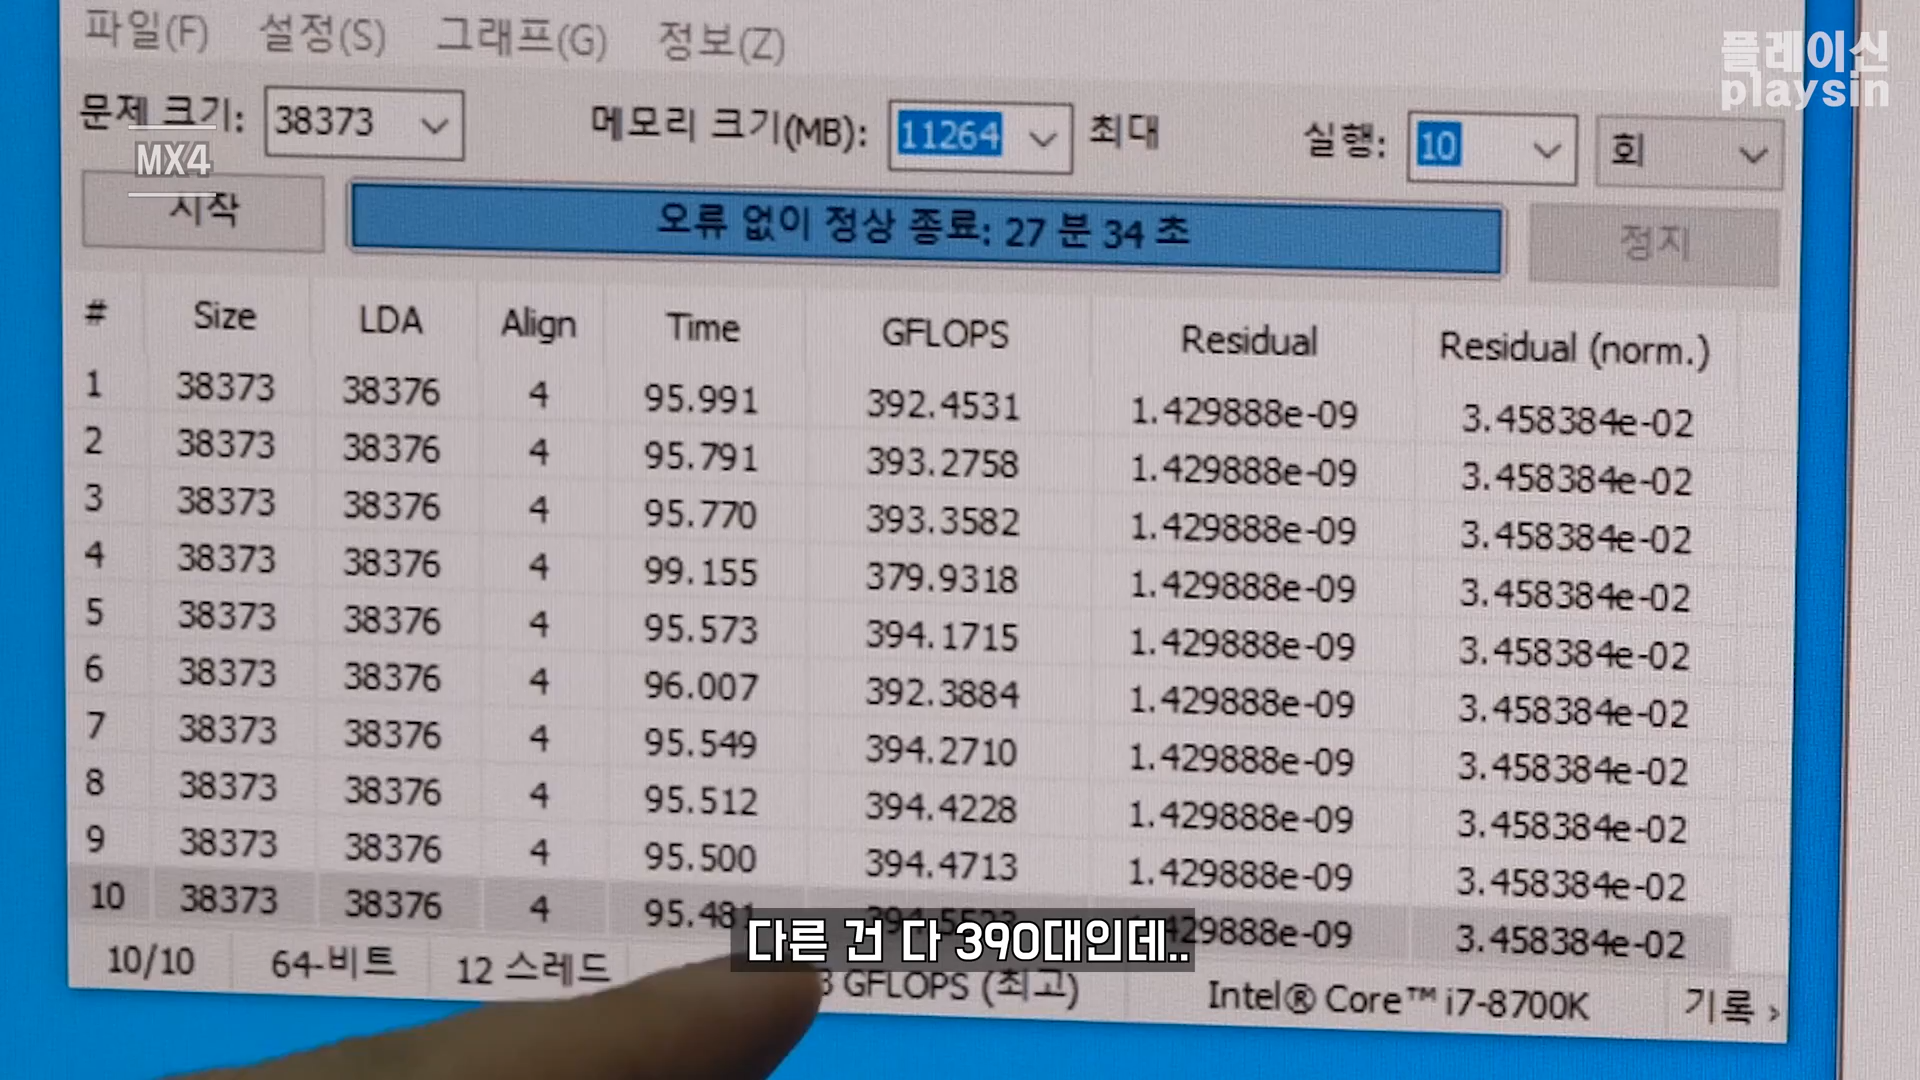 파일(F) 설정(S) 그래프(G) 정보(Z)
플레이신
playsin
문제 크기: 38373 메모리 크기(MB): 11264 최대 실행: 10 회
MX4
시작 오류 없이 정상 종료: 27 분 34 초 정지
# Size LDA Align Time GFLOPS Residual Residual (norm.)
1 38373 38376 4 95.991 392.4531 1.429888e-09 3.458384e-02
2 38373 38376 4 95.791 393.2758 1.429888e-09 3.458384e-02
3 38373 38376 4 95.770 393.3582 1.429888e-09 3.458384e-02
4 38373 38376 4 99.155 379.9318 1.429888e-09 3.458384e-02
5 38373 38376 4 95.573 394.1715 1.429888e-09 3.458384e-02
6 38373 38376 4 96.007 392.3884 1.429888e-09 3.458384e-02
7 38373 38376 4 95.549 394.2710 1.429888e-09 3.458384e-02
8 38373 38376 4 95.512 394.4228 1.429888e-09 3.458384e-02
9 38373 38376 4 95.500 394.4713 1.429888e-09 3.458384e-02
10 38373 38376 4 95.481 3.458384e-02
다른 건 다 390대인데..
10/10 64-비트 12 스레드 GFLOPS (최고) Intel® Core™ i7-8700K 기록 ›